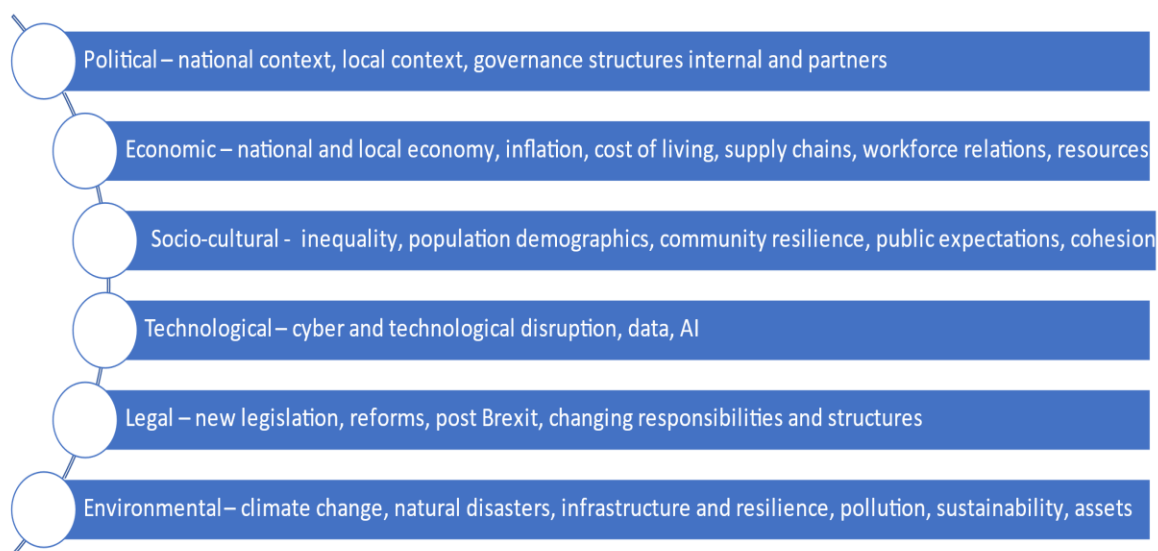 Political – national context, local context, governance structures internal and partners
Economic – national and local economy, inflation, cost of living, supply chains, workforce relations, resources
Socio-cultural -  inequality, population demographics, community resilience, public expectations, cohesion
Technological – cyber and technological disruption, data, AI
Legal – new legislation, reforms, post Brexit, changing responsibilities and structures
Environmental – climate change, natural disasters, infrastructure and resilience, pollution, sustainability, assets